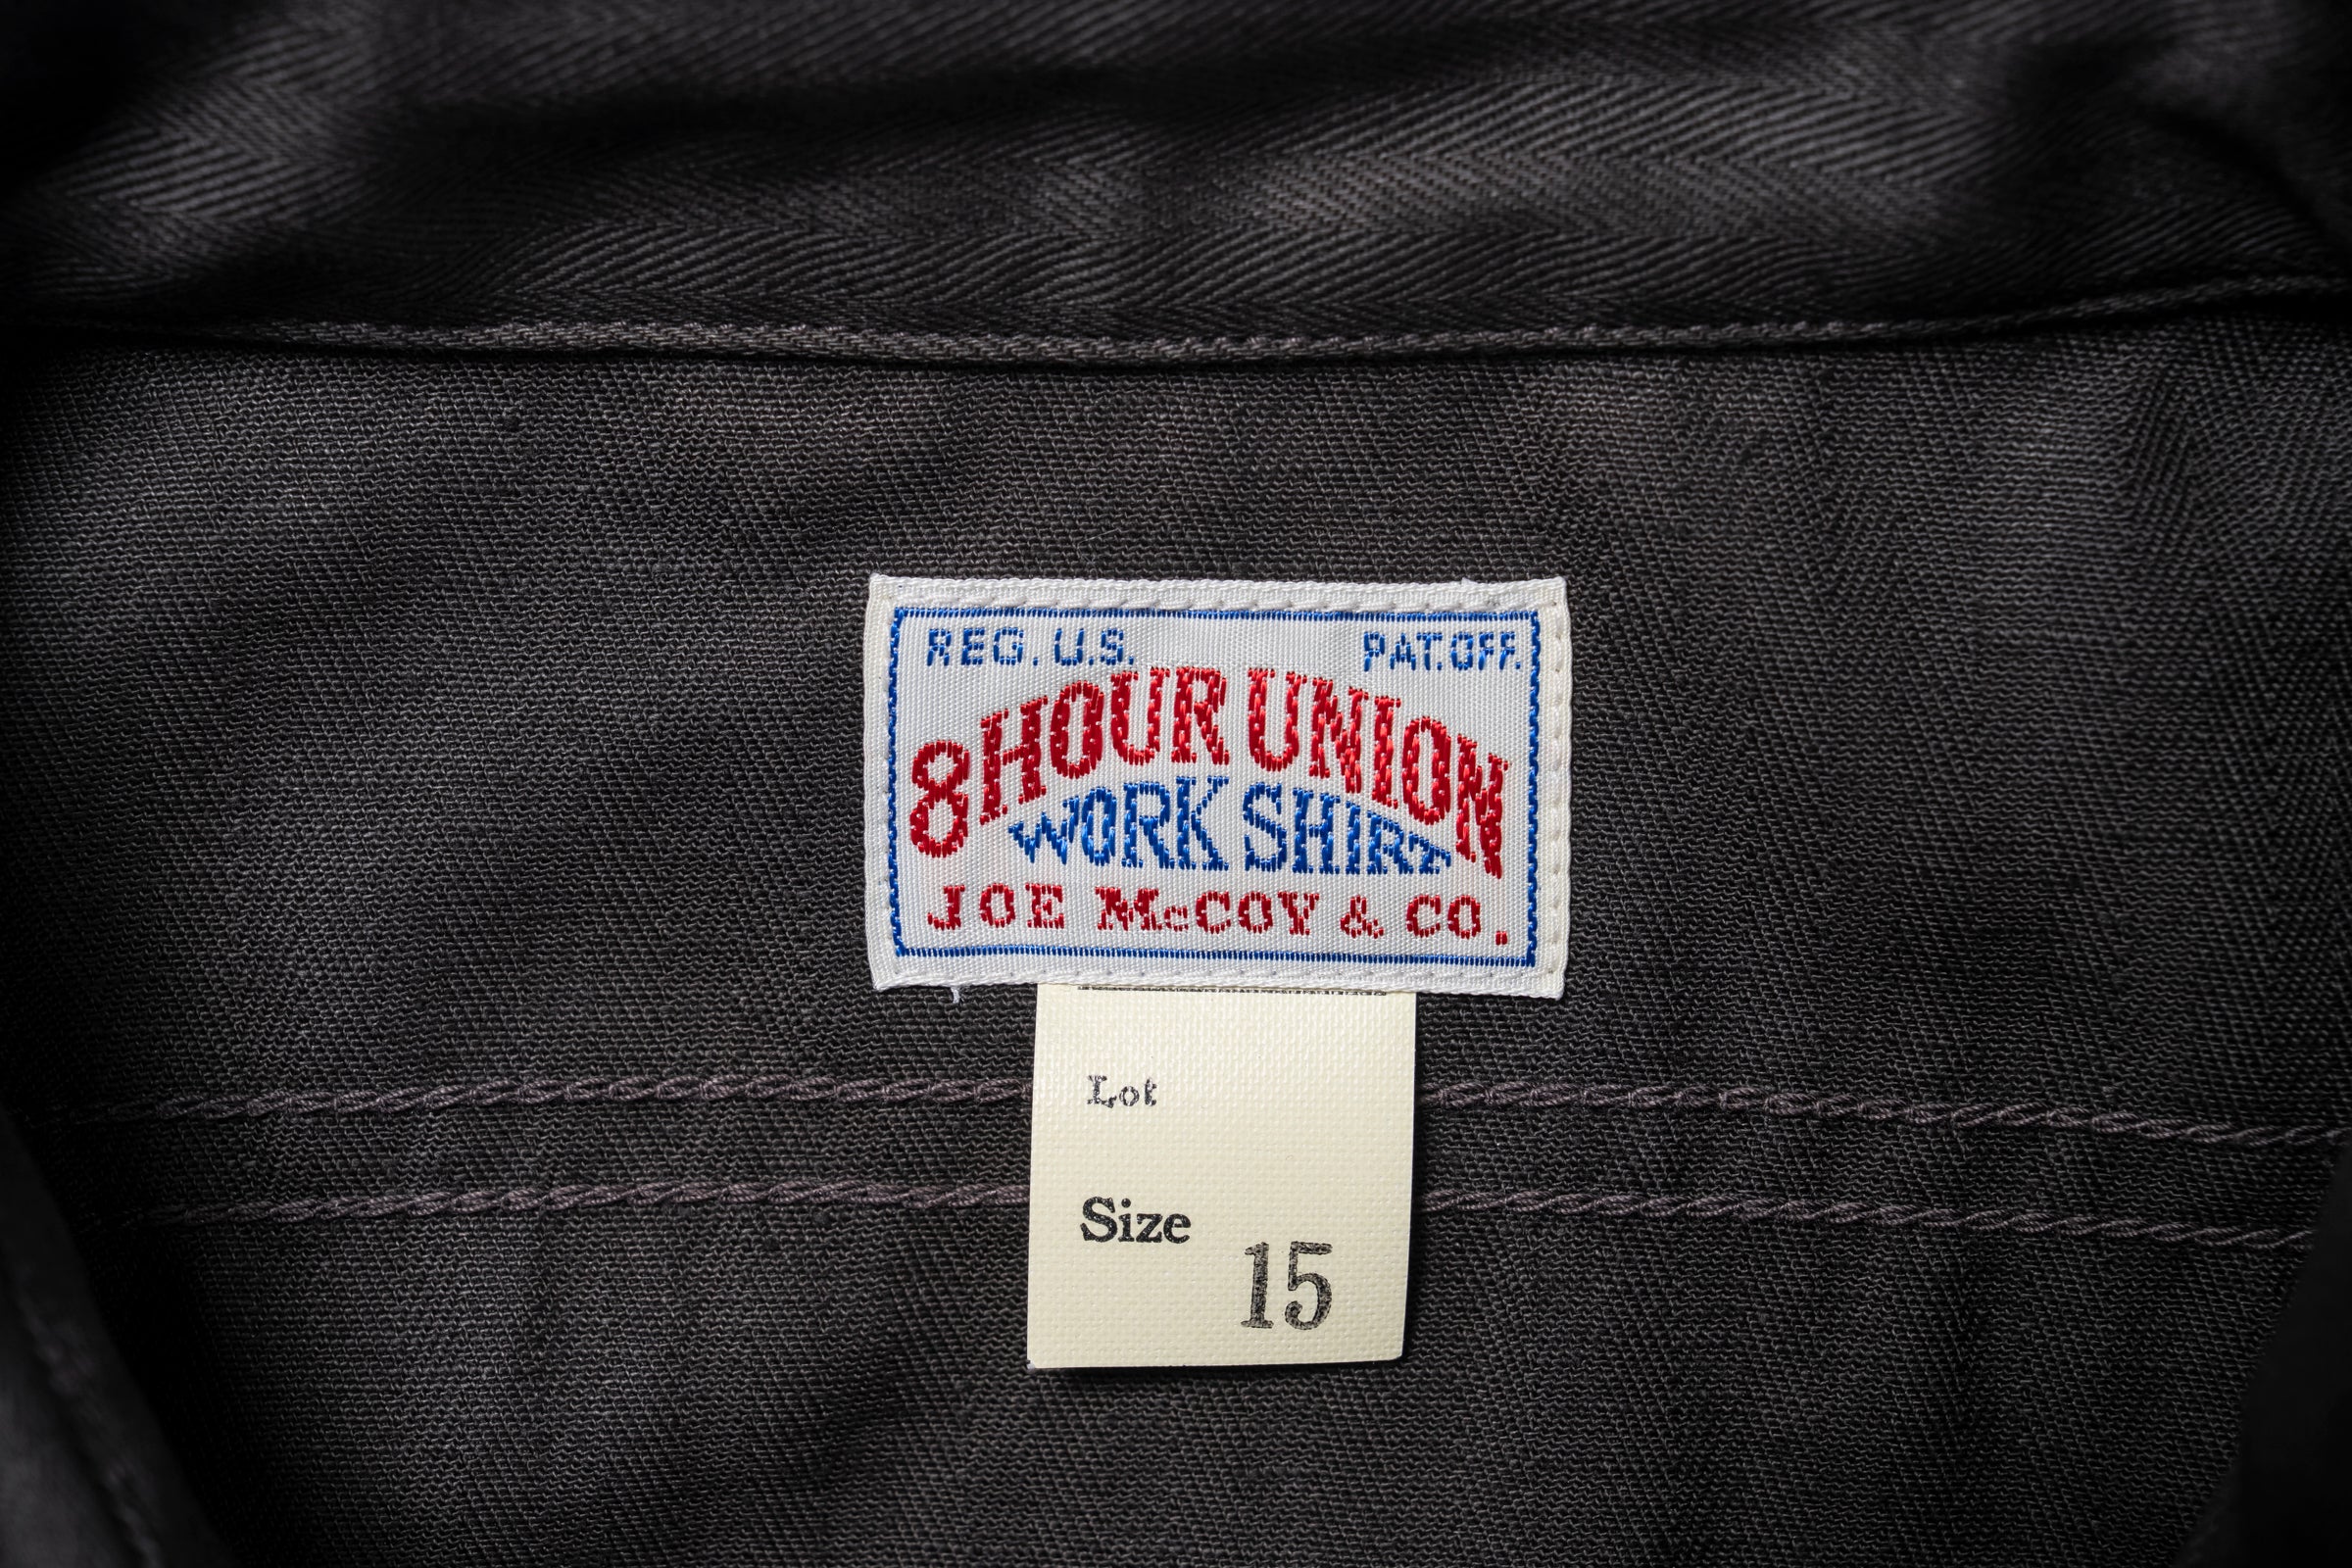 REG. U.S. PAT. OFF.
8 HOUR UNION
WORK SHIRT
JOE McCOY & CO.
Lot
Size
15